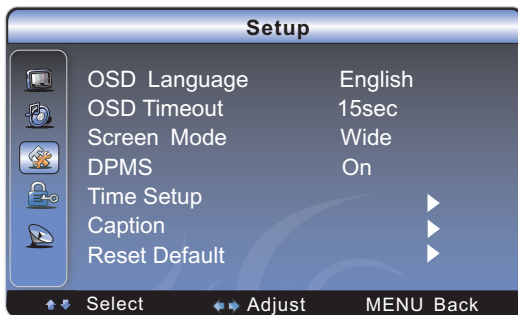 Setup
OSD Language English
OSD Timeout 15sec
Screen Mode Wide
DPMS On
Time Setup
Caption
Reset Default
Select Adjust MENU Back